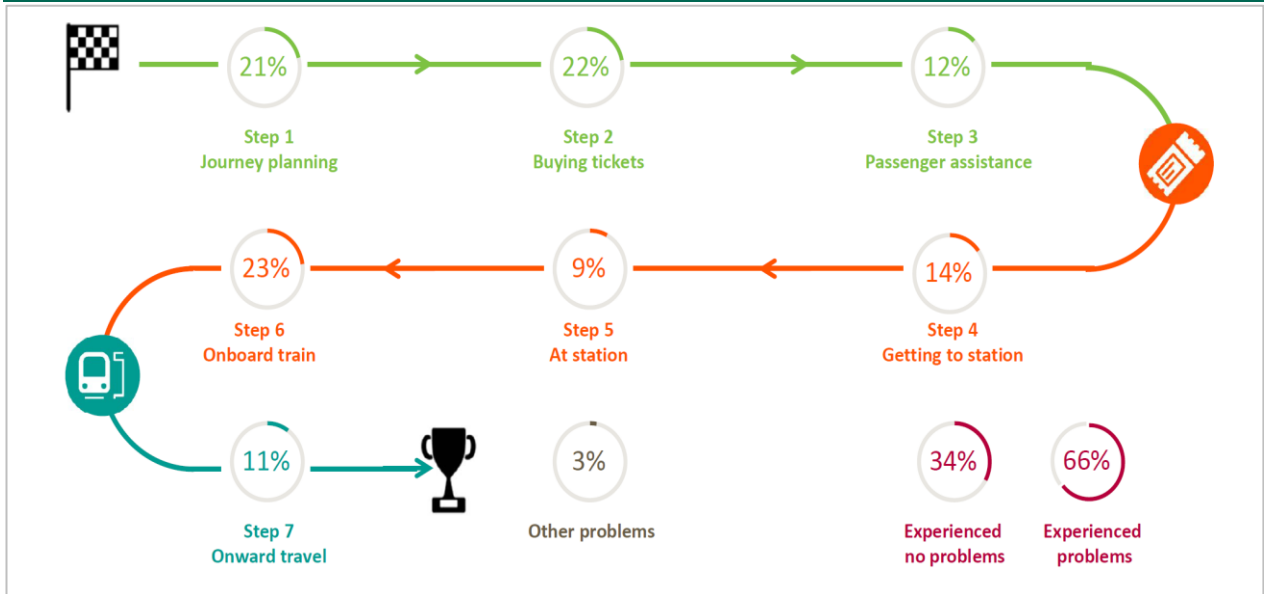 21%
22%
12%
Step 1
Journey planning
Step 2
Buying tickets
Step 3
Passenger assistance
23%
9%
14%
Step 6
Onboard train
Step 5
At station
Step 4
Getting to station
11%
3%
34%
66%
Step 7
Onward travel
Other problems
Experienced
no problems
Experienced
problems